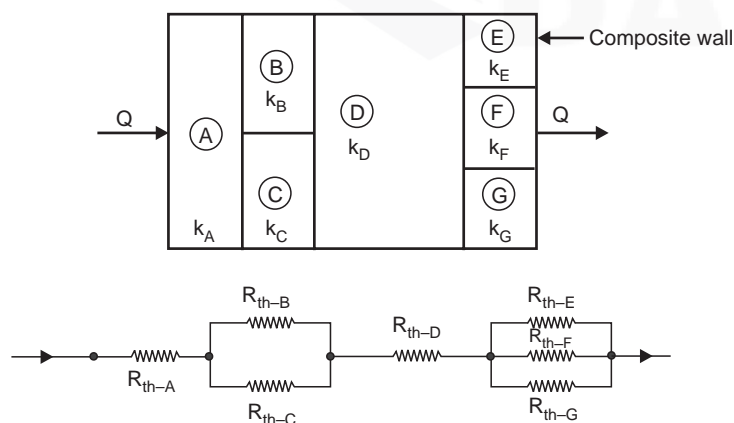 E
Composite wall
B
k_E
k_B
D
Q
A
F
Q
k_D
k_F
C
G
k_A
k_C
k_G
R_th–B
R_th–E
R_th–D
R_th–F
R_th–A
R_th–C
R_th–G